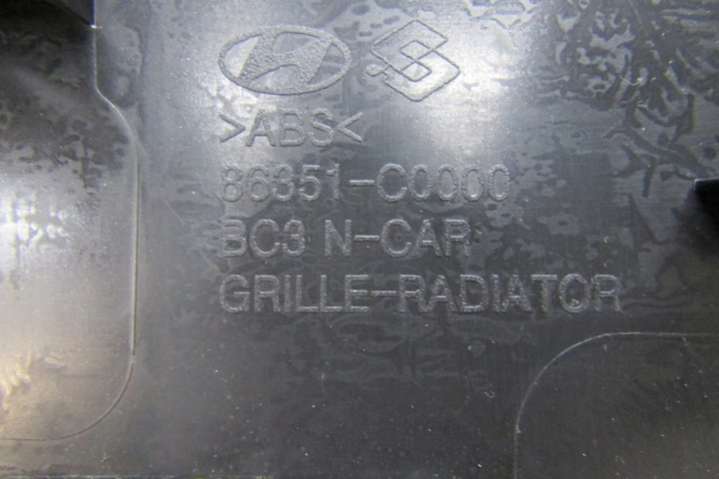 >ABS<
86351-C0000
BC3 N-CAR
GRILLE-RADIATOR